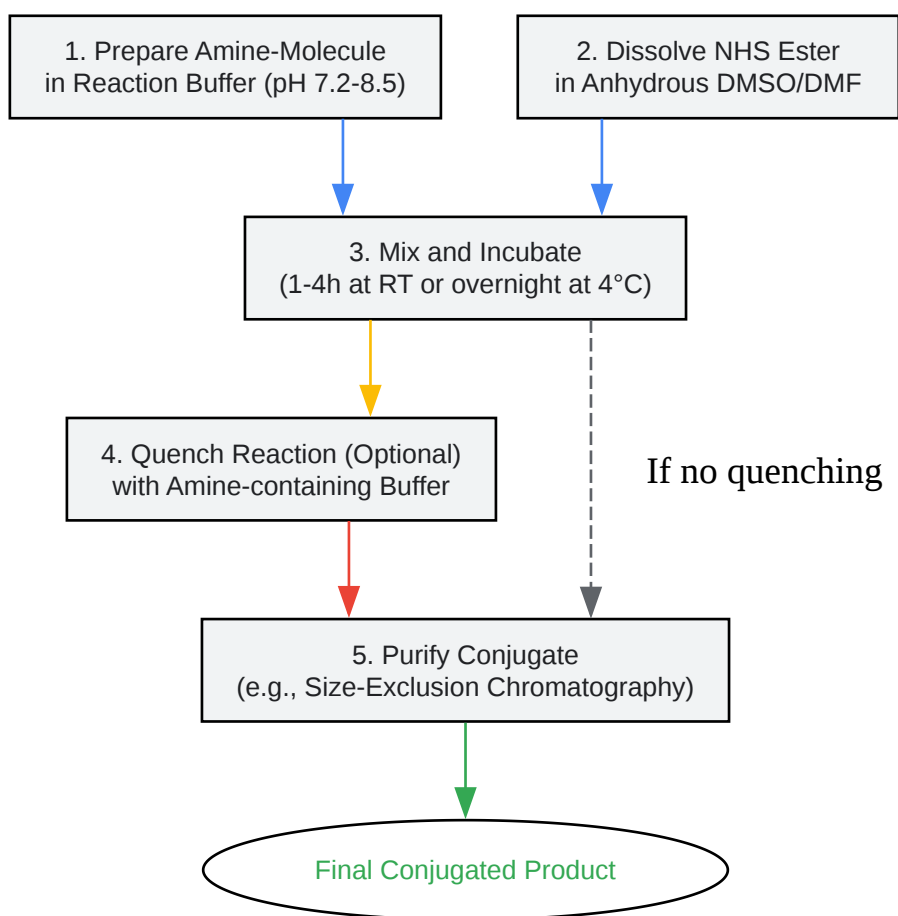 1. Prepare Amine-Molecule
in Reaction Buffer (pH 7.2-8.5)
2. Dissolve NHS Ester
in Anhydrous DMSO/DMF
3. Mix and Incubate
(1-4h at RT or overnight at 4°C)
4. Quench Reaction (Optional)
with Amine-containing Buffer
If no quenching
5. Purify Conjugate
(e.g., Size-Exclusion Chromatography)
Final Conjugated Product